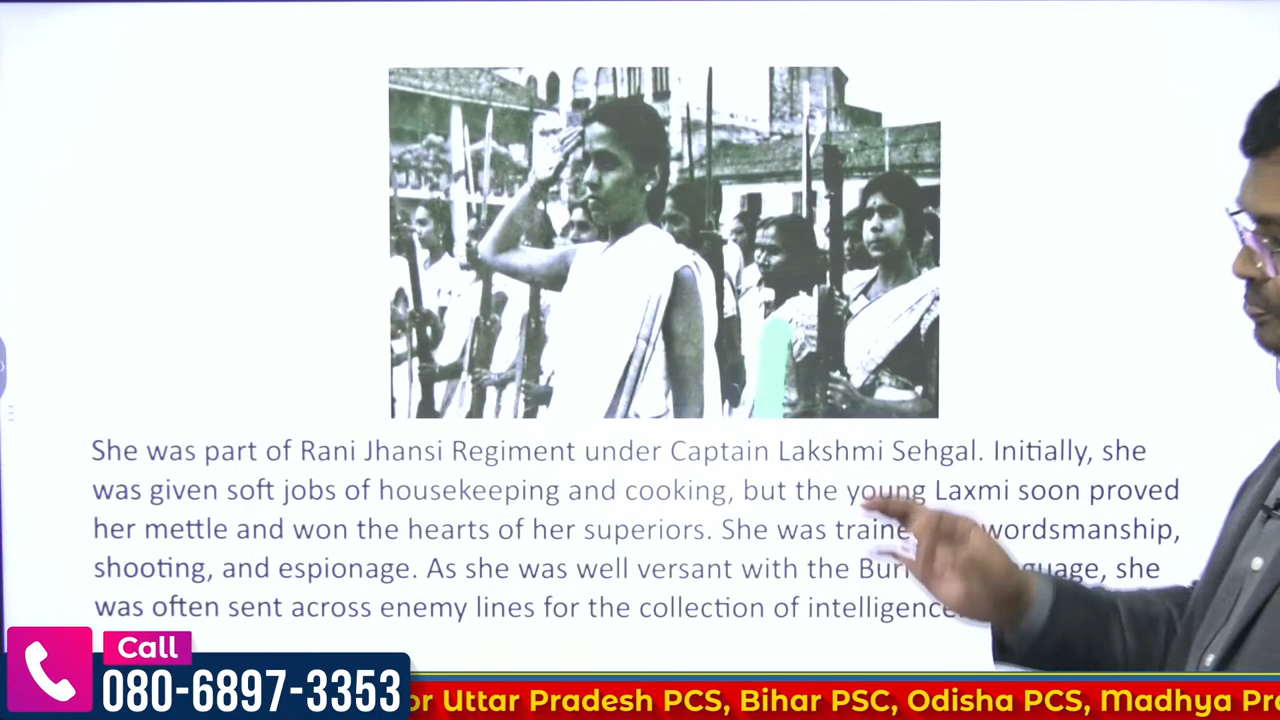 She was part of Rani Jhansi Regiment under Captain Lakshmi Sehgal. Initially, she
was given soft jobs of housekeeping and cooking, but the young Laxmi soon proved
her mettle and won the hearts of her superiors. She was wordsmanship,
shooting, and espionage. As she was well versant with the she
was often sent across enemy lines for the collection of intelligence
Call
080-6897-3353
or Uttar Pradesh PCS, Bihar PSC, Odisha PCS, Madhya Pra